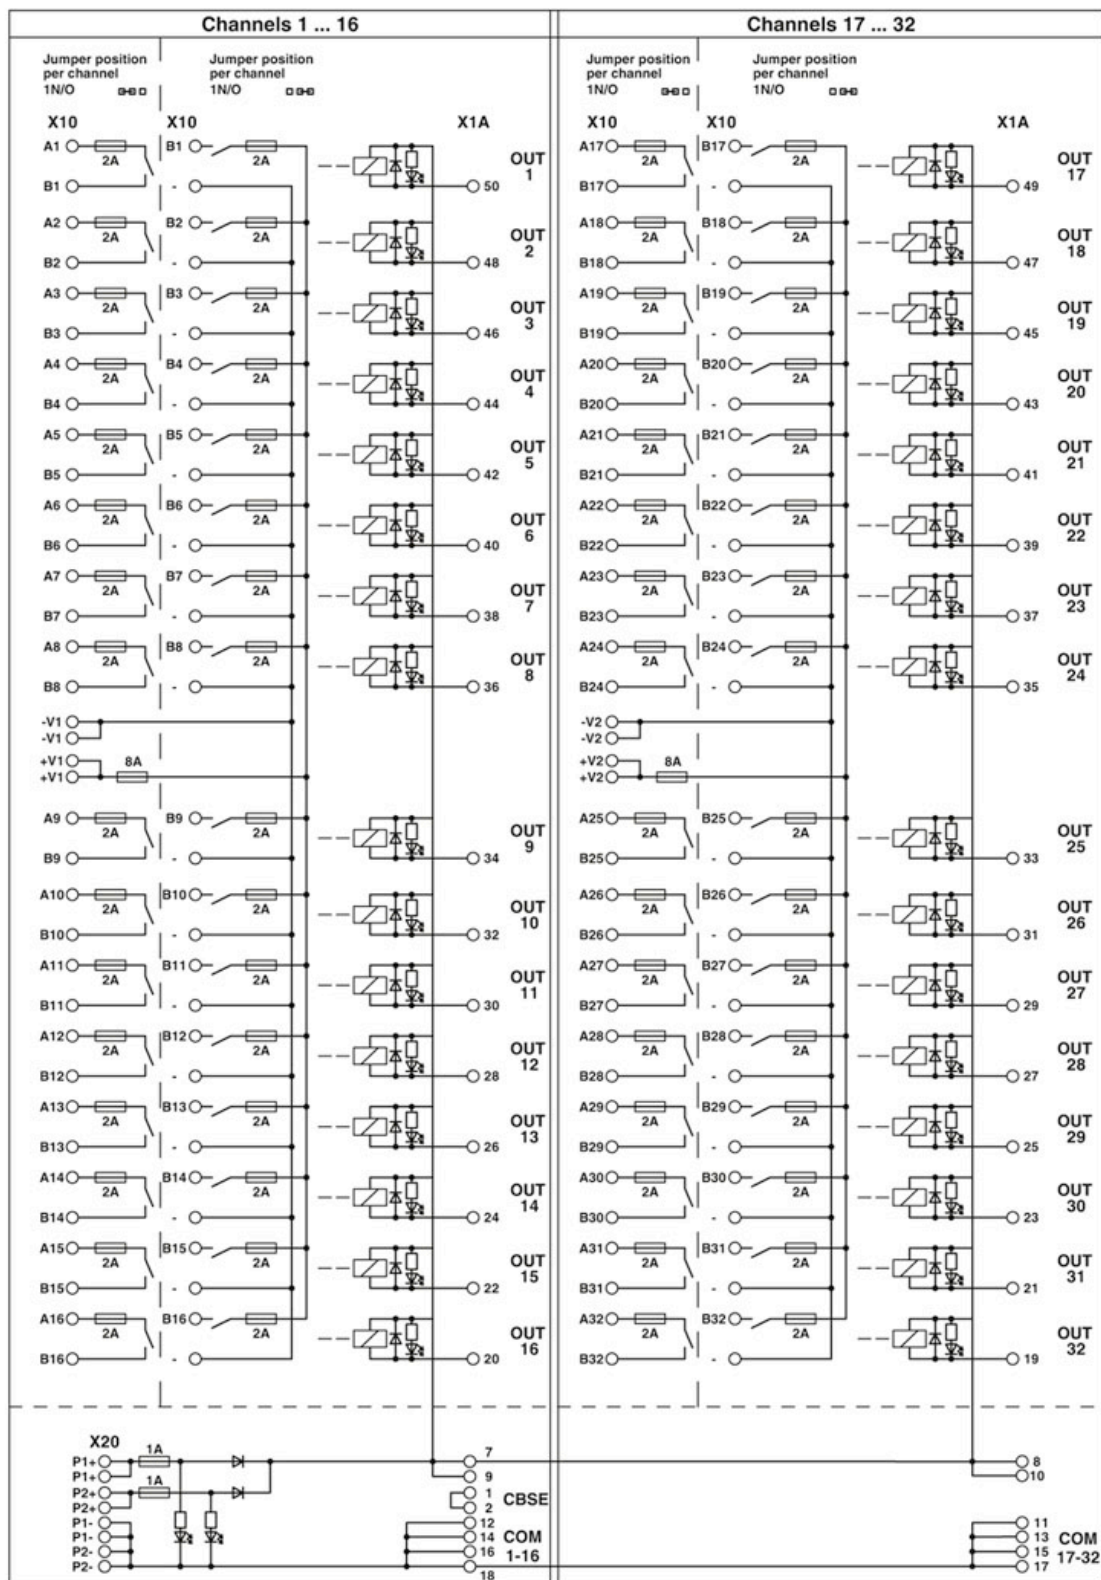 Channels 1 ... 16 Channels 17 ... 32
Jumper position Jumper position Jumper position Jumper position
per channel per channel per channel per channel
1N/O 1N/O 1N/O 1N/O
X10 X10 X1A X10 X10 X1A
A1 2A B1 2A OUT 1 A17 2A B17 2A OUT 17
B1 - 50 B17 - 49
A2 2A B2 2A OUT 2 A18 2A B18 2A OUT 18
B2 - 48 B18 - 47
A3 2A B3 2A OUT 3 A19 2A B19 2A OUT 19
B3 - 46 B19 - 45
A4 2A B4 2A OUT 4 A20 2A B20 2A OUT 20
B4 - 44 B20 - 43
A5 2A B5 2A OUT 5 A21 2A B21 2A OUT 21
B5 - 42 B21 - 41
A6 2A B6 2A OUT 6 A22 2A B22 2A OUT 22
B6 - 40 B22 - 39
A7 2A B7 2A OUT 7 A23 2A B23 2A OUT 23
B7 - 38 B23 - 37
A8 2A B8 2A OUT 8 A24 2A B24 2A OUT 24
B8 - 36 B24 - 35
-V1 -V2
-V1 -V2
+V1 8A +V2 8A
+V1 +V2
A9 2A B9 2A OUT 9 A25 2A B25 2A OUT 25
B9 - 34 B25 - 33
A10 2A B10 2A OUT 10 A26 2A B26 2A OUT 26
B10 - 32 B26 - 31
A11 2A B11 2A OUT 11 A27 2A B27 2A OUT 27
B11 - 30 B27 - 29
A12 2A B12 2A OUT 12 A28 2A B28 2A OUT 28
B12 - 28 B28 - 27
A13 2A B13 2A OUT 13 A29 2A B29 2A OUT 29
B13 - 26 B29 - 25
A14 2A B14 2A OUT 14 A30 2A B30 2A OUT 30
B14 - 24 B30 - 23
A15 2A B15 2A OUT 15 A31 2A B31 2A OUT 31
B15 - 22 B31 - 21
A16 2A B16 2A OUT 16 A32 2A B32 2A OUT 32
B16 - 20 B32 - 19
X20
P1+ 1A 7 8
P1+ 9 10
P2+ 1A 1 CBSE
P2+ 2
P1- 12 11
P1- 14 COM 13 COM
P2- 16 1-16 15 17-32
P2- 18 17